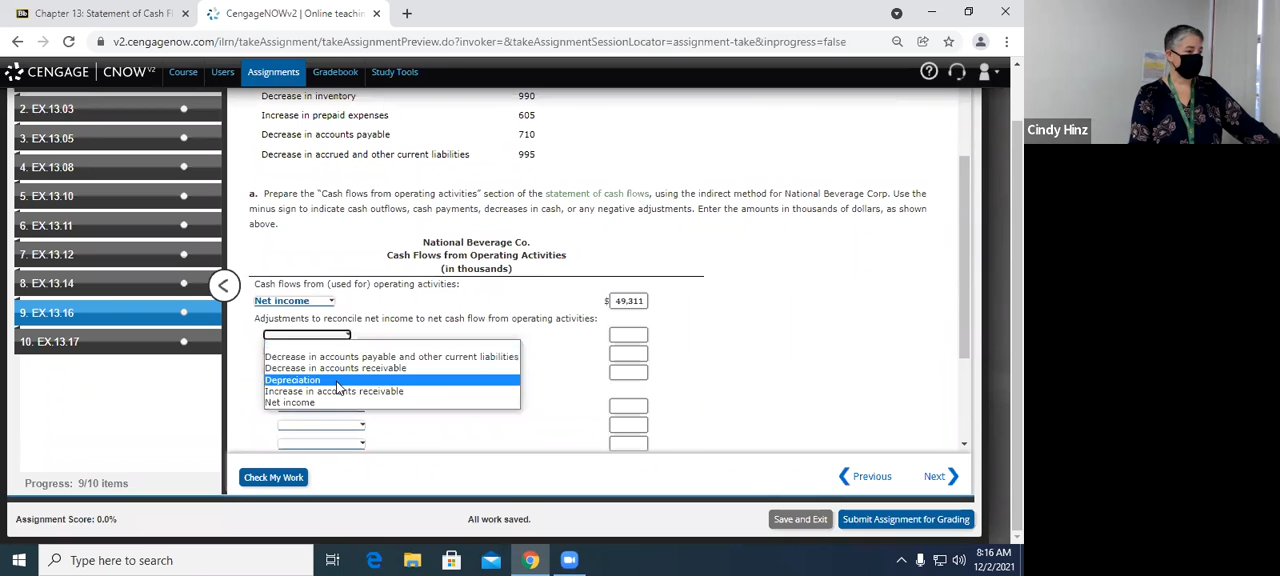 Chapter 13: Statement of Cash F
CengageNOWv2 | Online teachin
v2.cengagenow.com/ilrn/takeAssignment/takeAssignmentPreview.do?invoker=&takeAssignmentSessionLocator=assignment-take&inprogress=false
CENGAGE | CNOWv2
Course
Users
Assignments
Gradebook
Study Tools
Cindy Hinz
2. EX.13.03
3. EX.13.05
4. EX.13.08
5. EX.13.10
6. EX.13.11
7. EX.13.12
8. EX.13.14
9. EX.13.16
10. EX.13.17
Progress: 9/10 items
Decrease in inventory 990
Increase in prepaid expenses 605
Decrease in accounts payable 710
Decrease in accrued and other current liabilities 995
a. Prepare the "Cash flows from operating activities" section of the statement of cash flows, using the indirect method for National Beverage Corp. Use the
minus sign to indicate cash outflows, cash payments, decreases in cash, or any negative adjustments. Enter the amounts in thousands of dollars, as shown
above.
National Beverage Co.
Cash Flows from Operating Activities
(in thousands)
Cash flows from (used for) operating activities:
Net income $ 49,311
Adjustments to reconcile net income to net cash flow from operating activities:
Decrease in accounts payable and other current liabilities
Decrease in accounts receivable
Depreciation
Increase in accounts receivable
Net income
Check My Work
Previous
Next
Assignment Score: 0.0%
All work saved.
Save and Exit
Submit Assignment for Grading
Type here to search
8:16 AM
12/2/2021